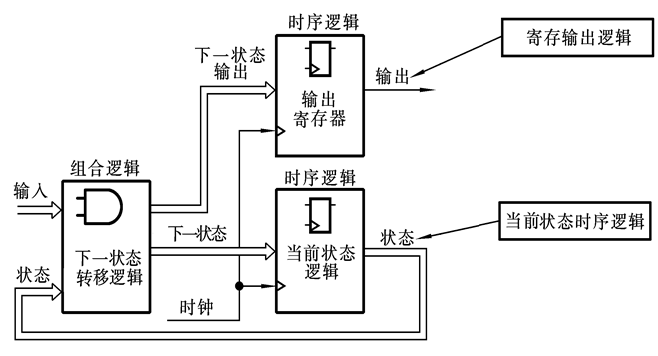 时序逻辑
寄存输出逻辑
下一状态
输出
输出
输出
寄存器
组合逻辑
时序逻辑
输入
下一状态
状态
当前状态时序逻辑
下一状态
转移逻辑
当前状态
逻辑
状态
时钟